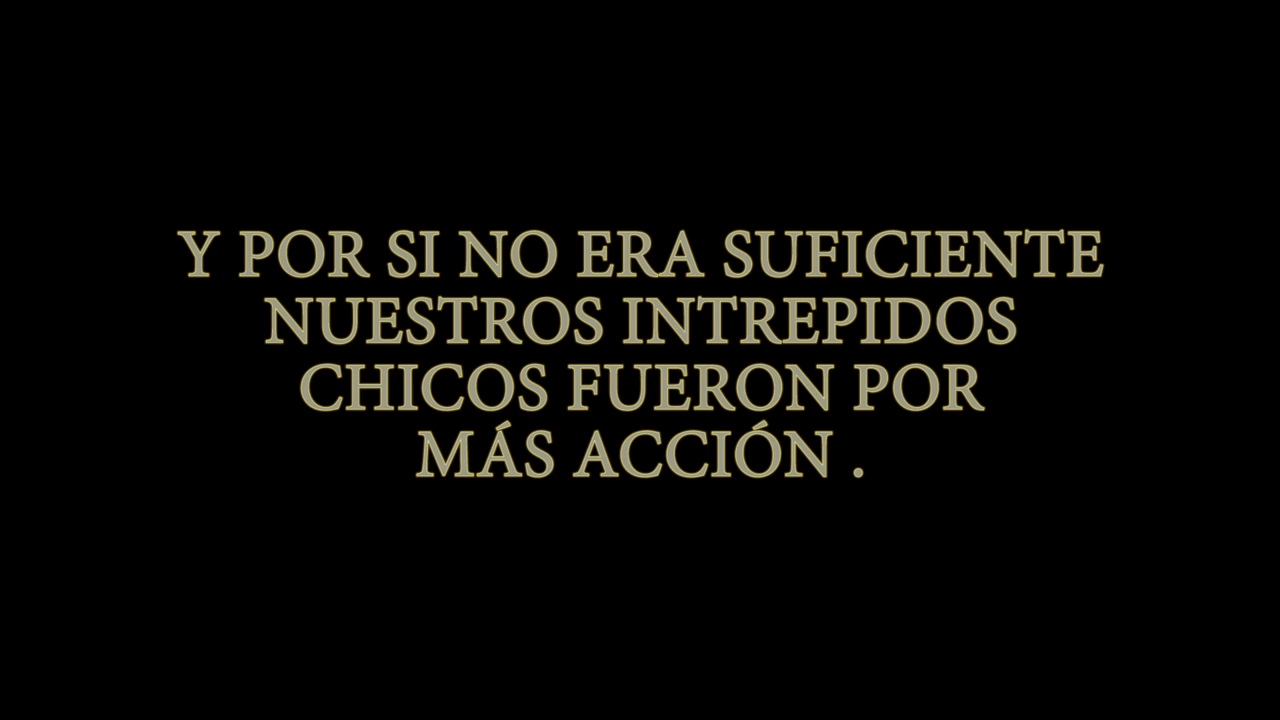 Y POR SI NO ERA SUFICIENTE
NUESTROS INTREPIDOS
CHICOS FUERON POR
MÁS ACCIÓN .